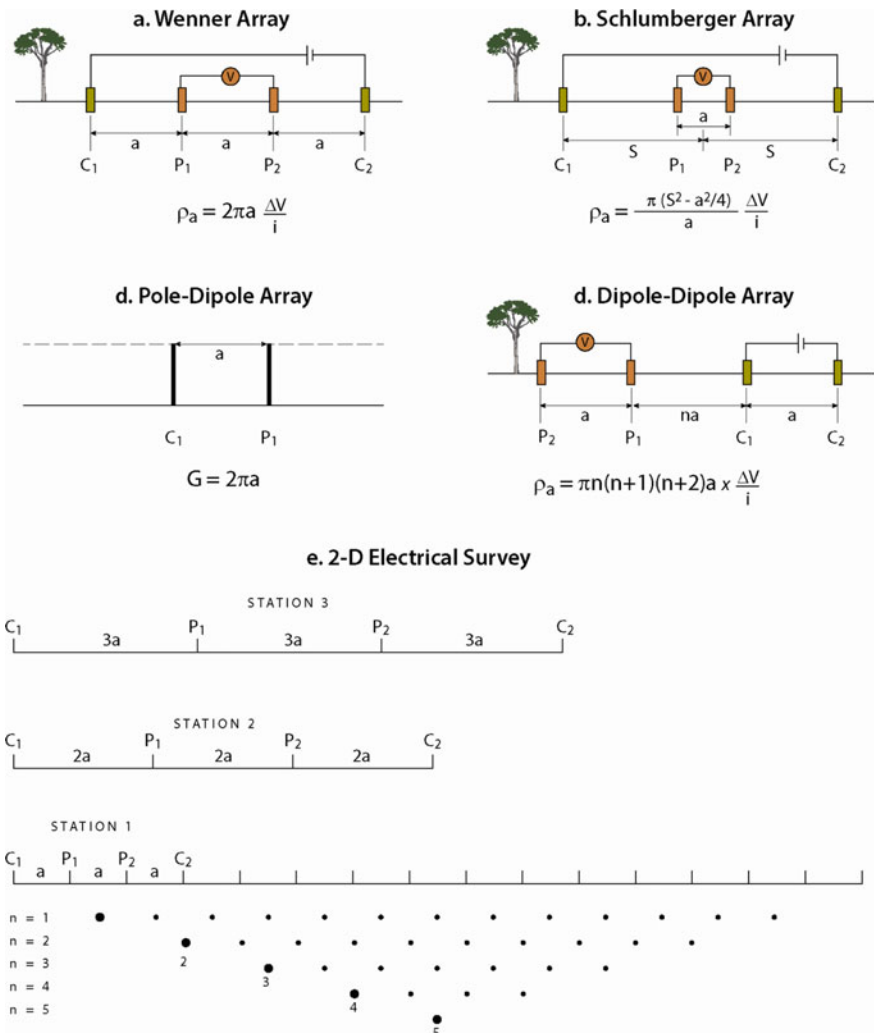 a. Wenner Array
V
a a a
C₁ P₁ P₂ C₂
ρₐ = 2πa ΔV/i
b. Schlumberger Array
V
a
S S
C₁ P₁ P₂ C₂
ρₐ = π (S² - a²/4)/a ΔV/i
d. Pole-Dipole Array
a
C₁ P₁
G = 2πa
d. Dipole-Dipole Array
V
a na a
P₂ P₁ C₁ C₂
ρₐ = πn(n+1)(n+2)a x ΔV/i
e. 2-D Electrical Survey
STATION 3
C₁ P₁ P₂ C₂
3a 3a 3a
STATION 2
C₁ P₁ P₂ C₂
2a 2a 2a
STATION 1
C₁ P₁ P₂ C₂
a a a
n = 1
n = 2
2
n = 3
3
n = 4
4
n = 5
5